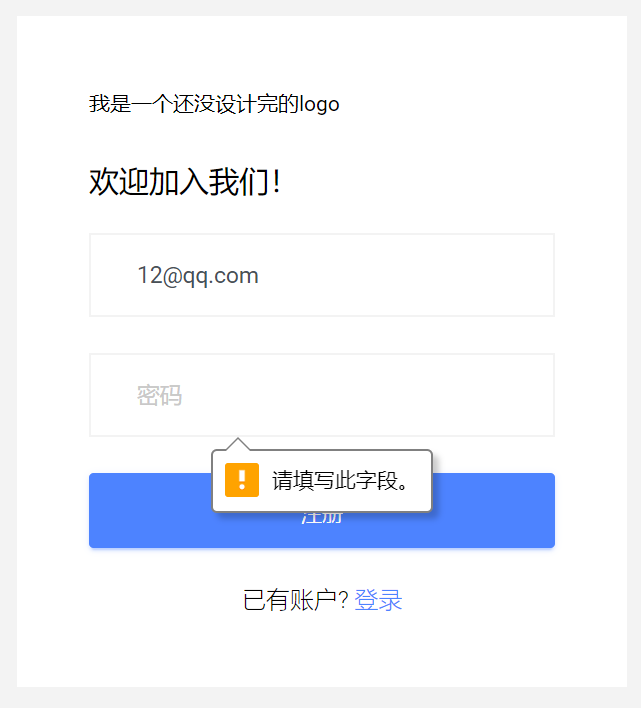 我是一个还没设计完的logo
欢迎加入我们！
12@qq.com
密码
请填写此字段。
注册
已有账户? 登录